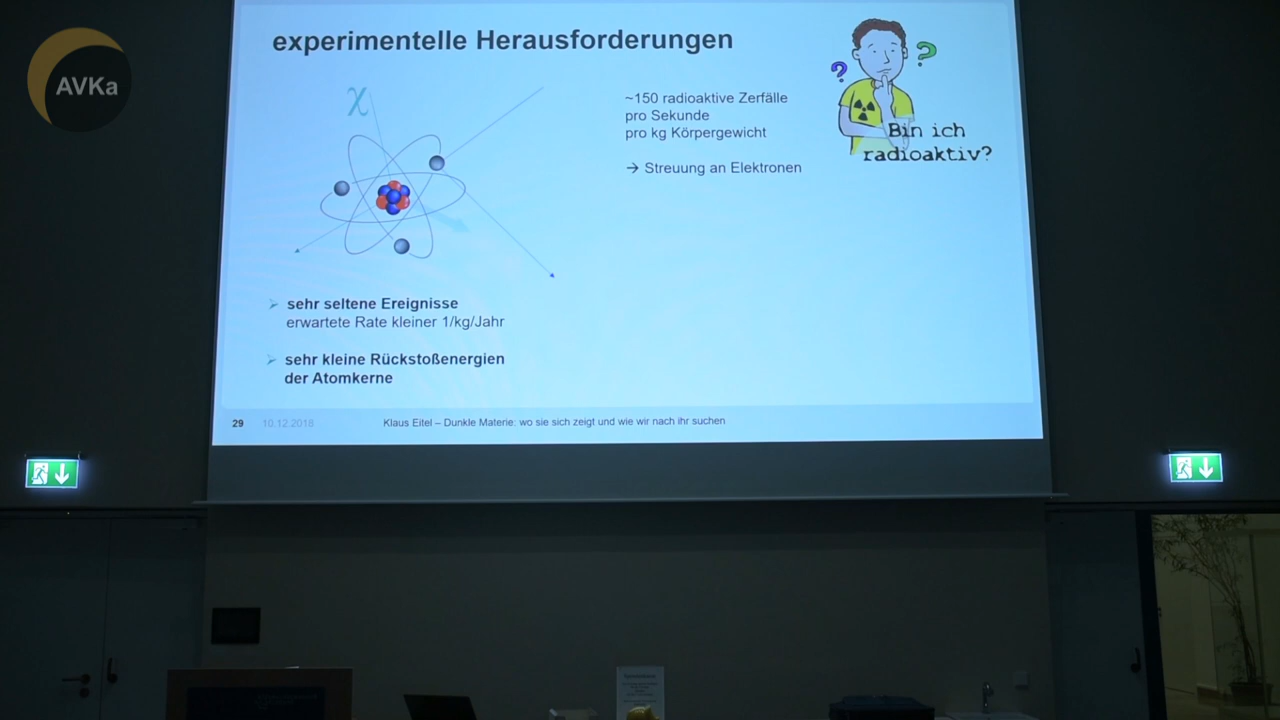 AVKa
experimentelle Herausforderungen
χ
~150 radioaktive Zerfälle
pro Sekunde
pro kg Körpergewicht
→ Streuung an Elektronen
? ?
Bin ich
radioaktiv?
➢ sehr seltene Ereignisse
erwartete Rate kleiner 1/kg/Jahr
➢ sehr kleine Rückstoßenergien
der Atomkerne
29 10.12.2018 Klaus Eitel – Dunkle Materie: wo sie sich zeigt und wie wir nach ihr suchen